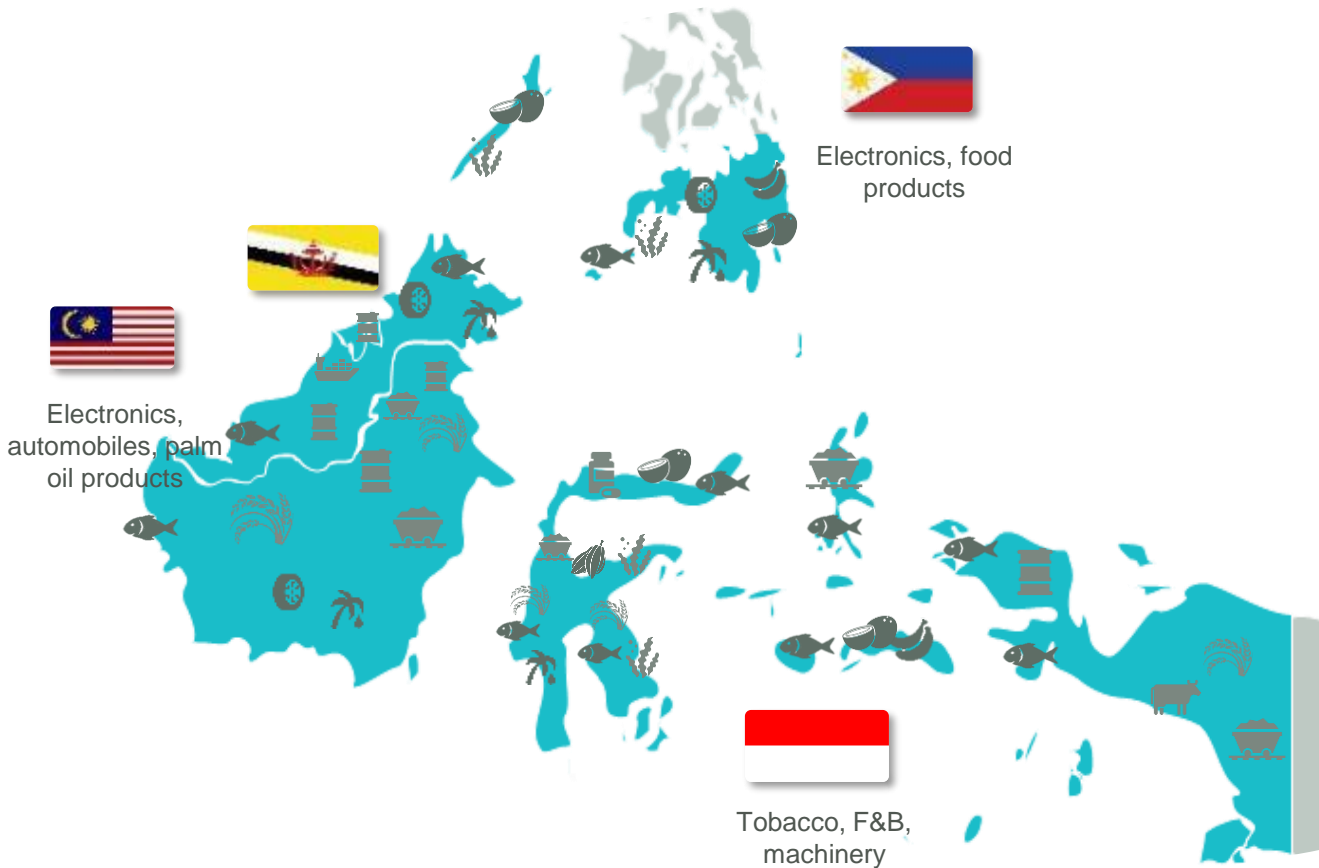 Electronics, food
products
Electronics,
automobiles, palm
oil products
Tobacco, F&B,
machinery